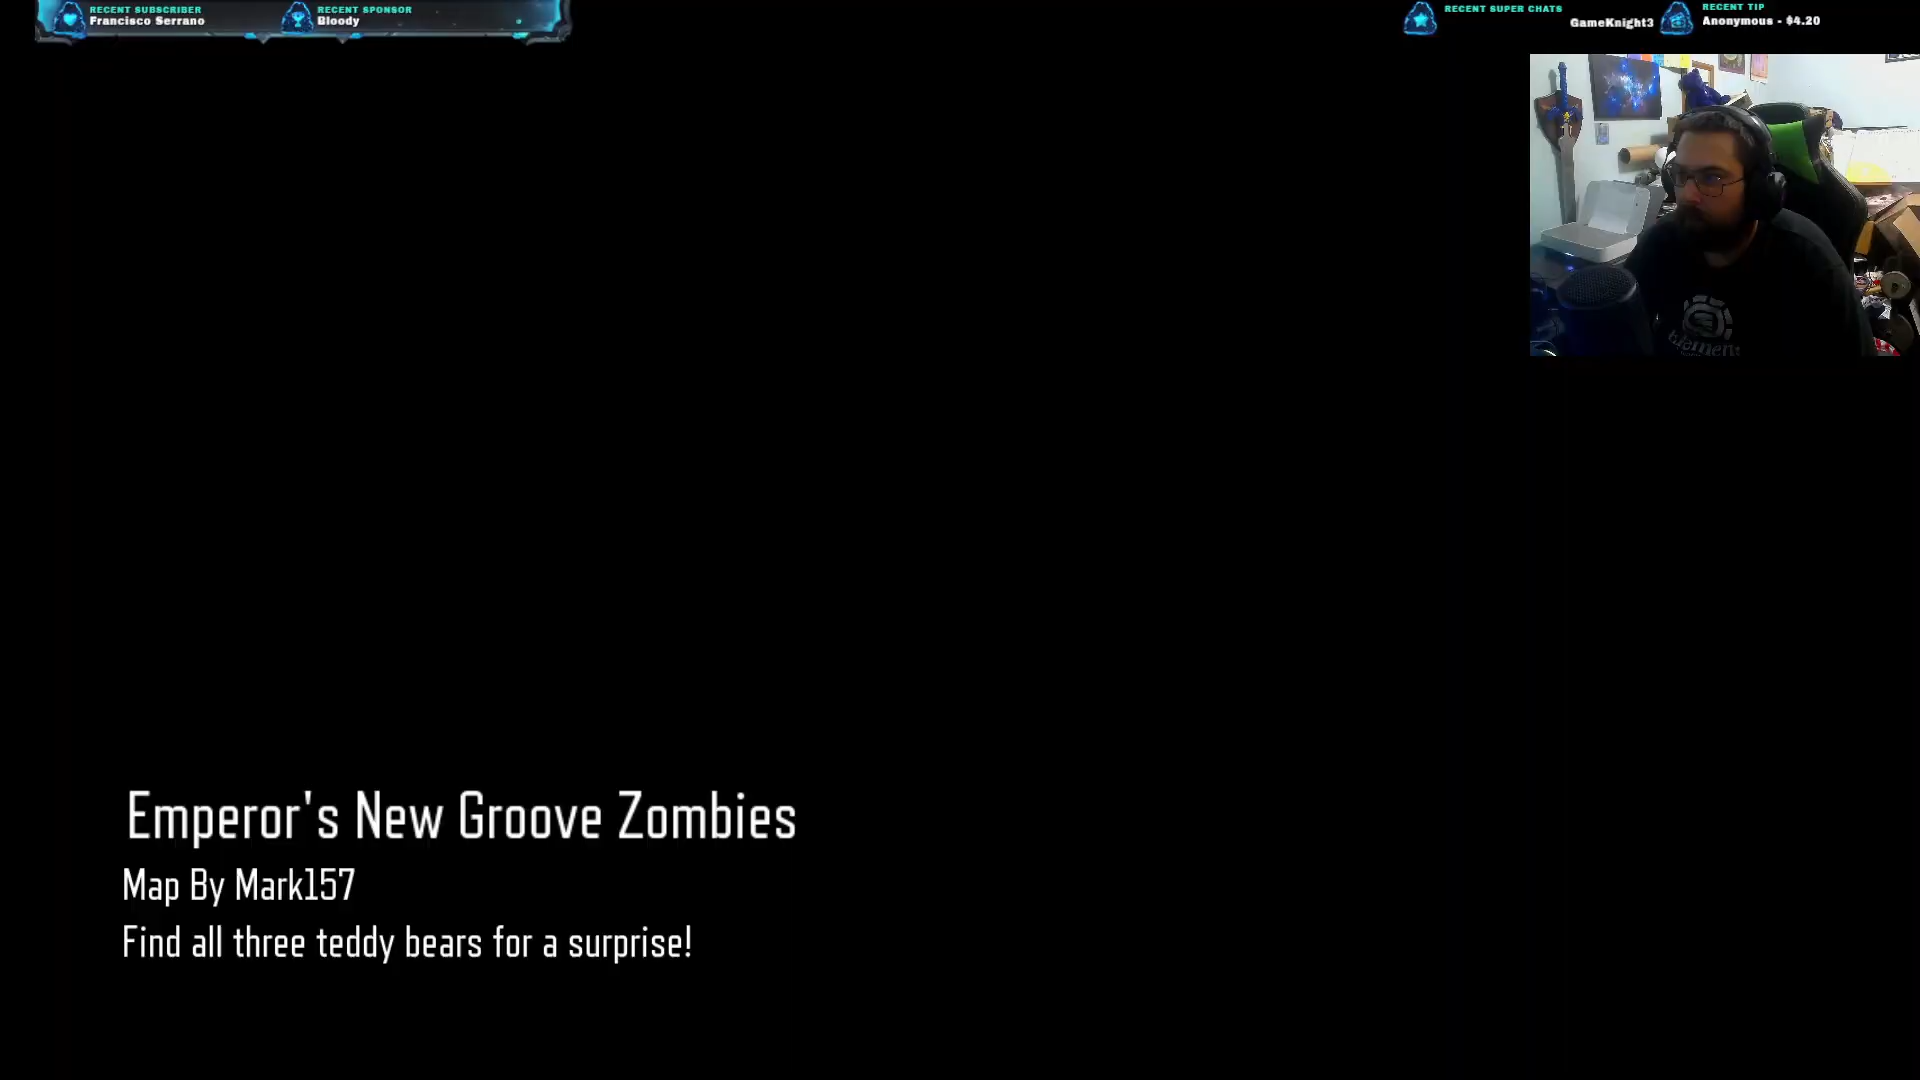 RECENT SUBSCRIBER
Francisco Serrano
RECENT SPONSOR
Bloody
RECENT SUPER CHATS
GameKnight3
RECENT TIP
Anonymous - $4.20
element
Emperor's New Groove Zombies
Map By Mark157
Find all three teddy bears for a surprise!